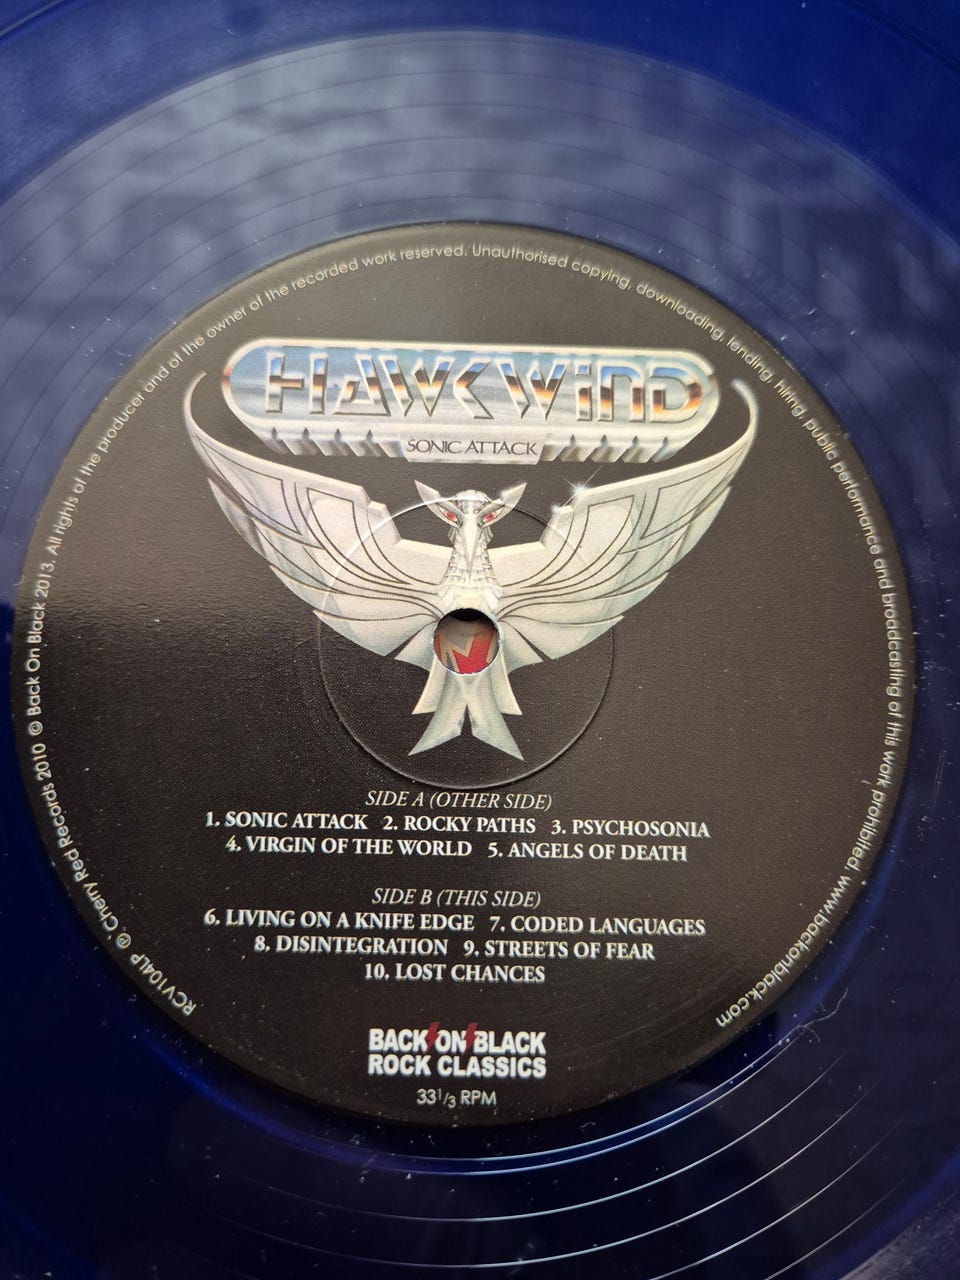 HAWKWIND
SONIC ATTACK
SIDE A (OTHER SIDE)
1. SONIC ATTACK 2. ROCKY PATHS 3. PSYCHOSONIA
4. VIRGIN OF THE WORLD 5. ANGELS OF DEATH
SIDE B (THIS SIDE)
6. LIVING ON A KNIFE EDGE 7. CODED LANGUAGES
8. DISINTEGRATION 9. STREETS OF FEAR
10. LOST CHANCES
BACK ON BLACK
ROCK CLASSICS
33 1/3 RPM
RCV104LP ℗ Cherry Red Records 2010 © Back On Black 2013. All rights of the producer and of the owner of the recorded work reserved. Unauthorised copying, downloading, lending, hiring, public performance and broadcasting of this work prohibited. www.backonblack.com